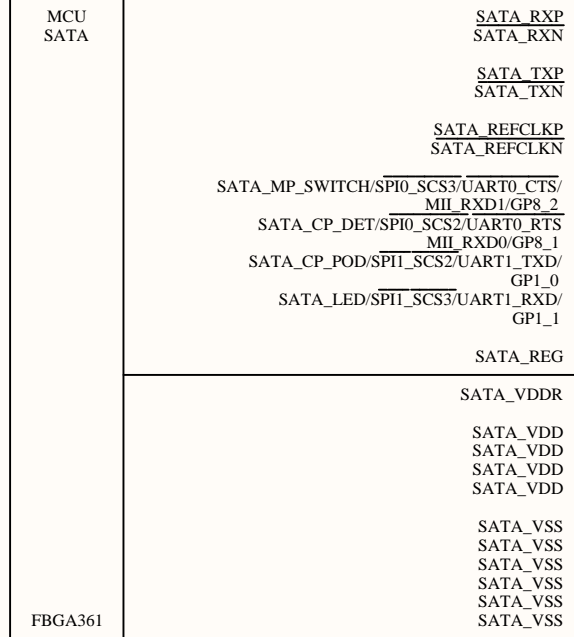 MCU
SATA
SATA_RXP
SATA_RXN
SATA_TXP
SATA_TXN
SATA_REFCLKP
SATA_REFCLKN
SATA_MP_SWITCH/SPI0_SCS3/UART0_CTS/
MII_RXD1/GP8_2
SATA_CP_DET/SPI0_SCS2/UART0_RTS
MII_RXD0/GP8_1
SATA_CP_POD/SPI1_SCS2/UART1_TXD/
GP1_0
SATA_LED/SPI1_SCS3/UART1_RXD/
GP1_1
SATA_REG
SATA_VDDR
SATA_VDD
SATA_VDD
SATA_VDD
SATA_VDD
SATA_VSS
SATA_VSS
SATA_VSS
SATA_VSS
SATA_VSS
SATA_VSS
FBGA361